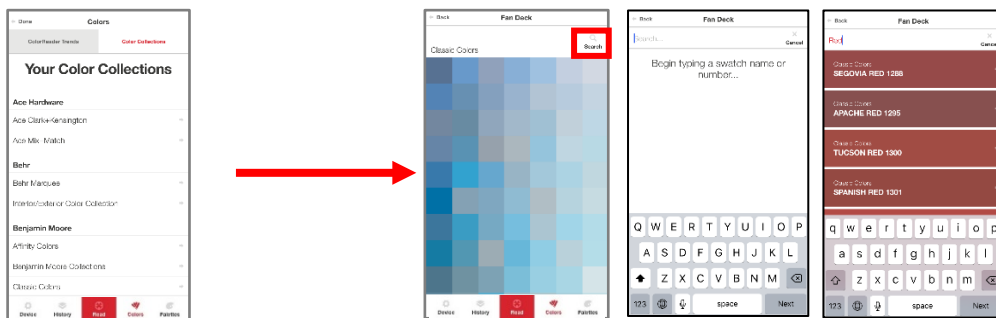 Done Colors
ColorReader Trends Color Collections
Your Color Collections
Ace Hardware
Ace Clark+Kensington
Ace Mix+Match
Behr
Behr Marquee
Interior/exterior Color Collection
Benjamin Moore
Affinity Colors
Benjamin Moore Collections
Classic Colors
Device History Read Colors Palettes
Back Fan Deck
Classic Colors Search
Device History Read Colors Palettes
Back Fan Deck
Search... Cancel
Begin typing a swatch name or
number...
Q W E R T Y U I O P
A S D F G H J K L
Z X C V B N M
123 space Next
Back Fan Deck
Red Cancel
Classic Colors
SEGOVIA RED 1288
Classic Colors
APACHE RED 1295
Classic Colors
TUCSON RED 1300
Classic Colors
SPANISH RED 1301
q w e r t y u i o p
a s d f g h j k l
z x c v b n m
123 space Next